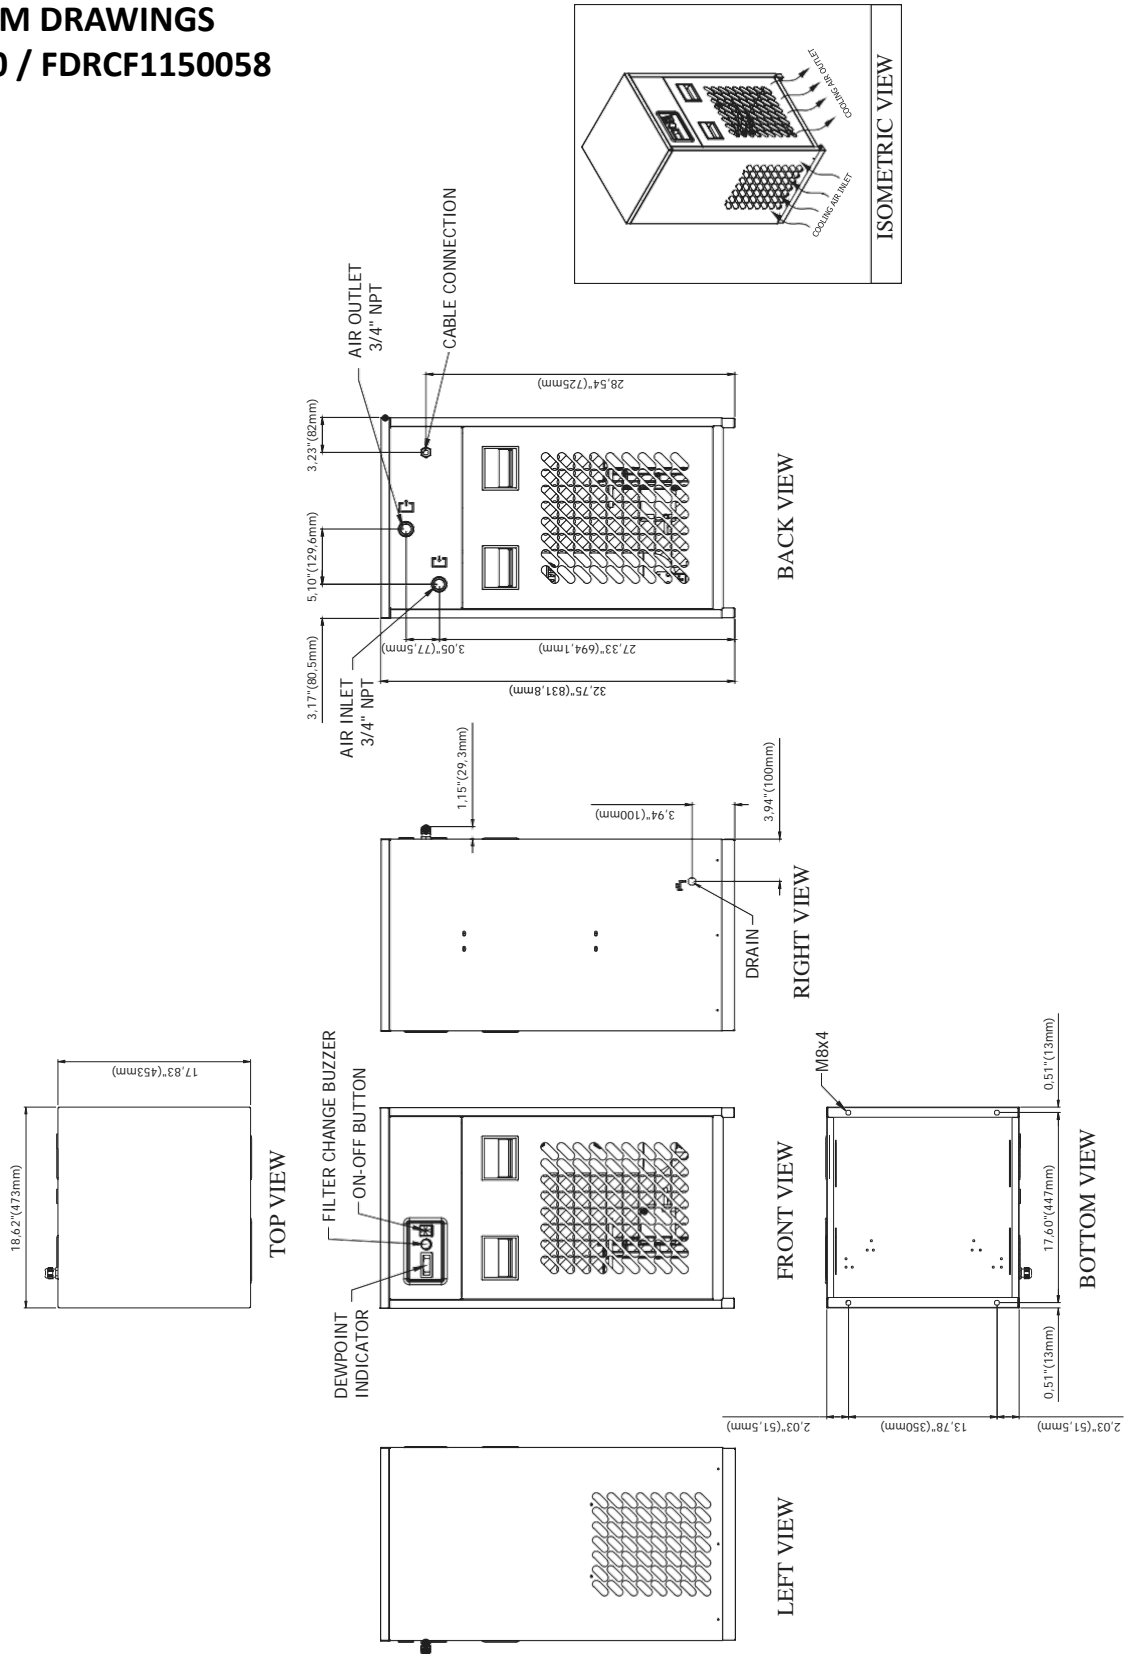 M DRAWINGS
0 / FDRCF1150058
COOLING AIR OUTLET
COOLING AIR INLET
ISOMETRIC VIEW
AIR OUTLET
3/4" NPT
CABLE CONNECTION
3,23"(82mm)
5,10"(129,6mm)
3,17"(80,5mm)
28,54"(725mm)
3,05"(77,5mm)
27,33"(694,1mm)
32,75"(831,8mm)
AIR INLET
3/4" NPT
BACK VIEW
1,15"(29,3mm)
3,94"(100mm)
3,94"(100mm)
DRAIN
RIGHT VIEW
18,62"(473mm)
17,83"(453mm)
TOP VIEW
FILTER CHANGE BUZZER
ON-OFF BUTTON
DEWPOINT
INDICATOR
FRONT VIEW
M8x4
0,51"(13mm)
17,60"(447mm)
0,51"(13mm)
2,03"(51,5mm)
13,78"(350mm)
2,03"(51,5mm)
BOTTOM VIEW
LEFT VIEW